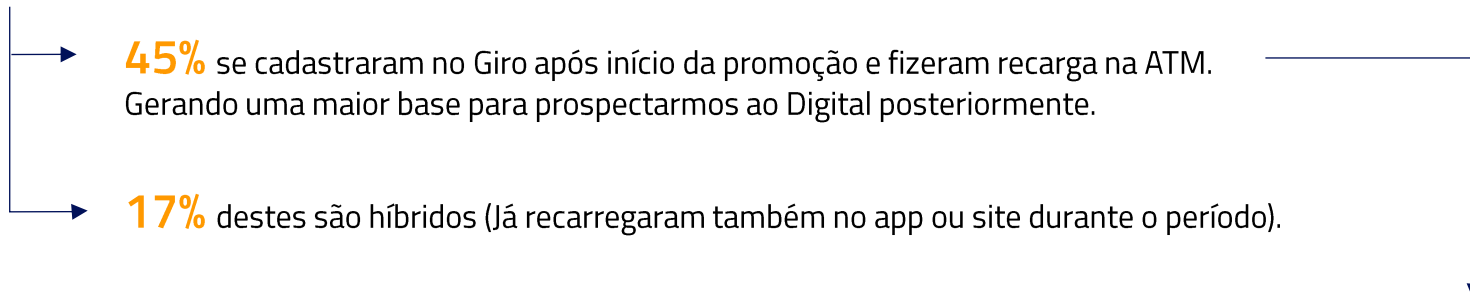 45% se cadastraram no Giro após início da promoção e fizeram recarga na ATM.
Gerando uma maior base para prospectarmos ao Digital posteriormente.
17% destes são híbridos (Já recarregaram também no app ou site durante o período).